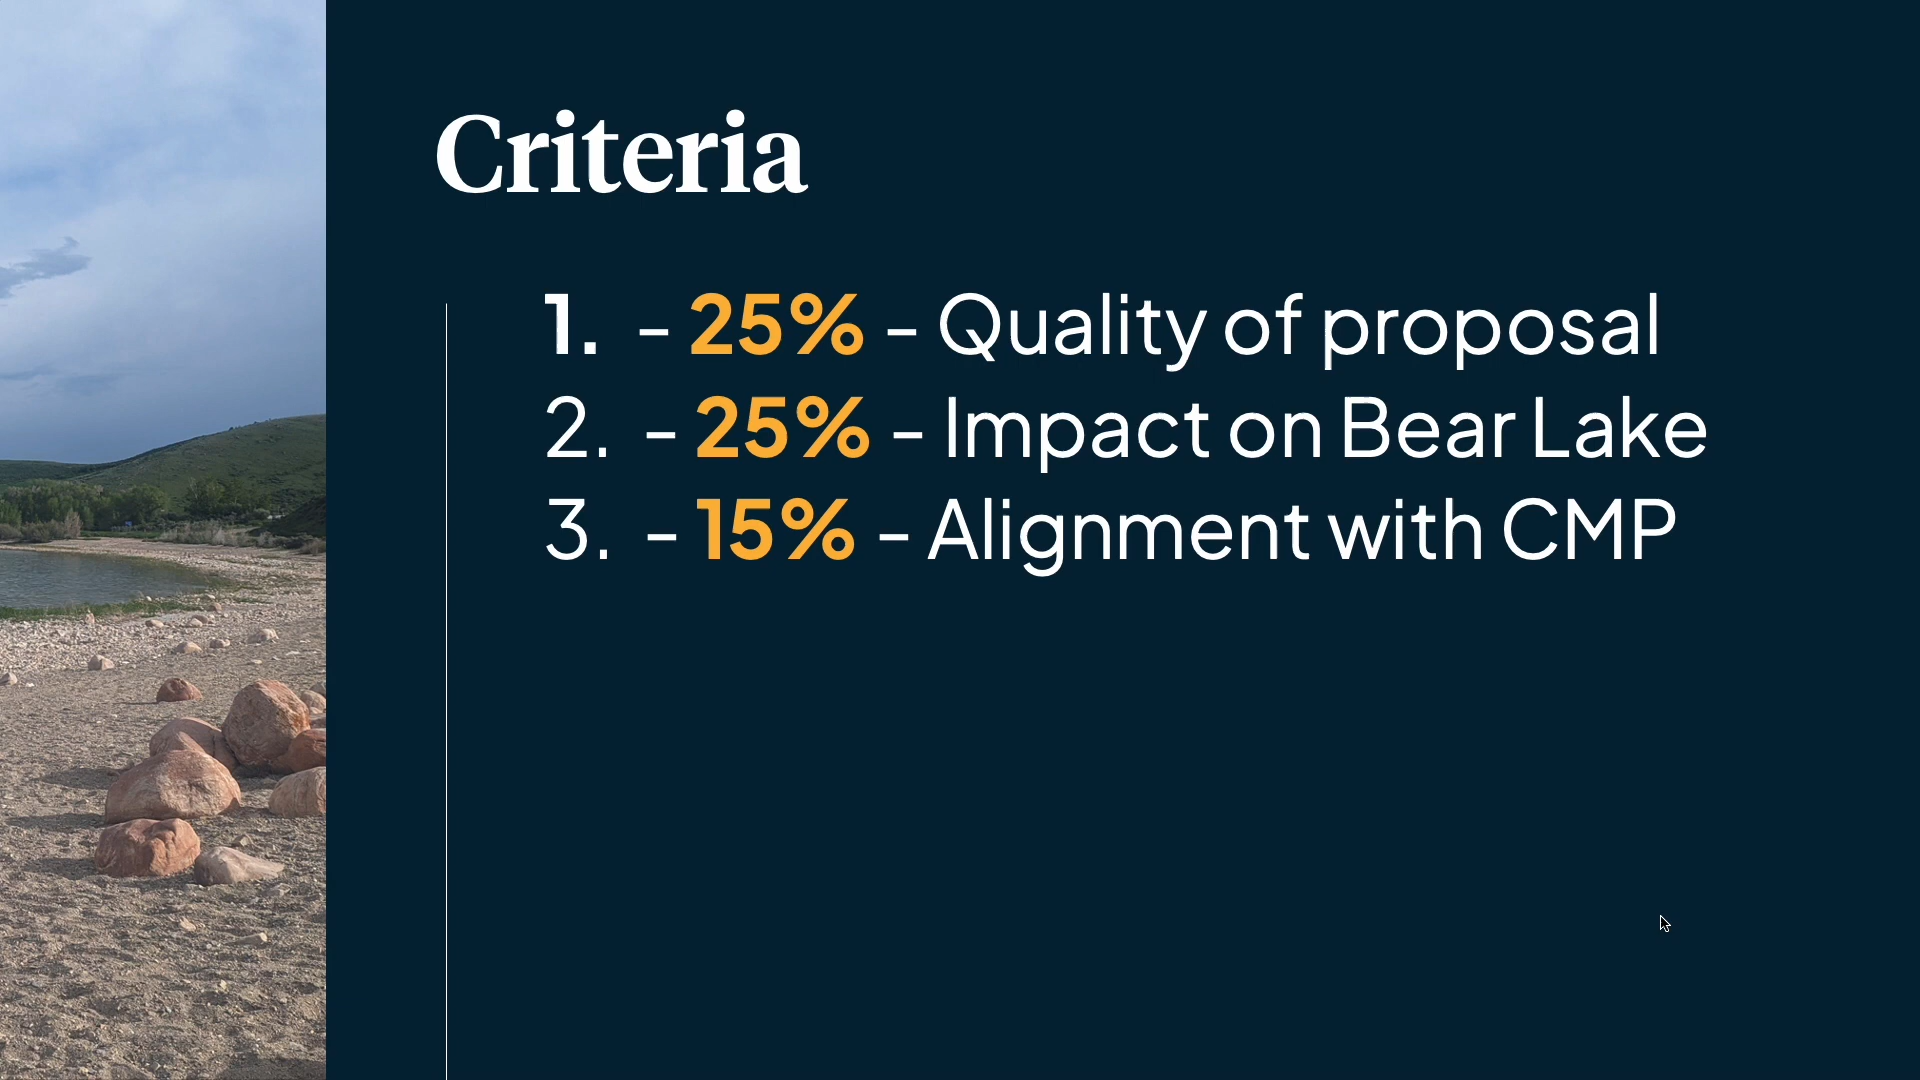 Criteria
1. - 25% - Quality of proposal
2. - 25% - Impact on Bear Lake
3. - 15% - Alignment with CMP